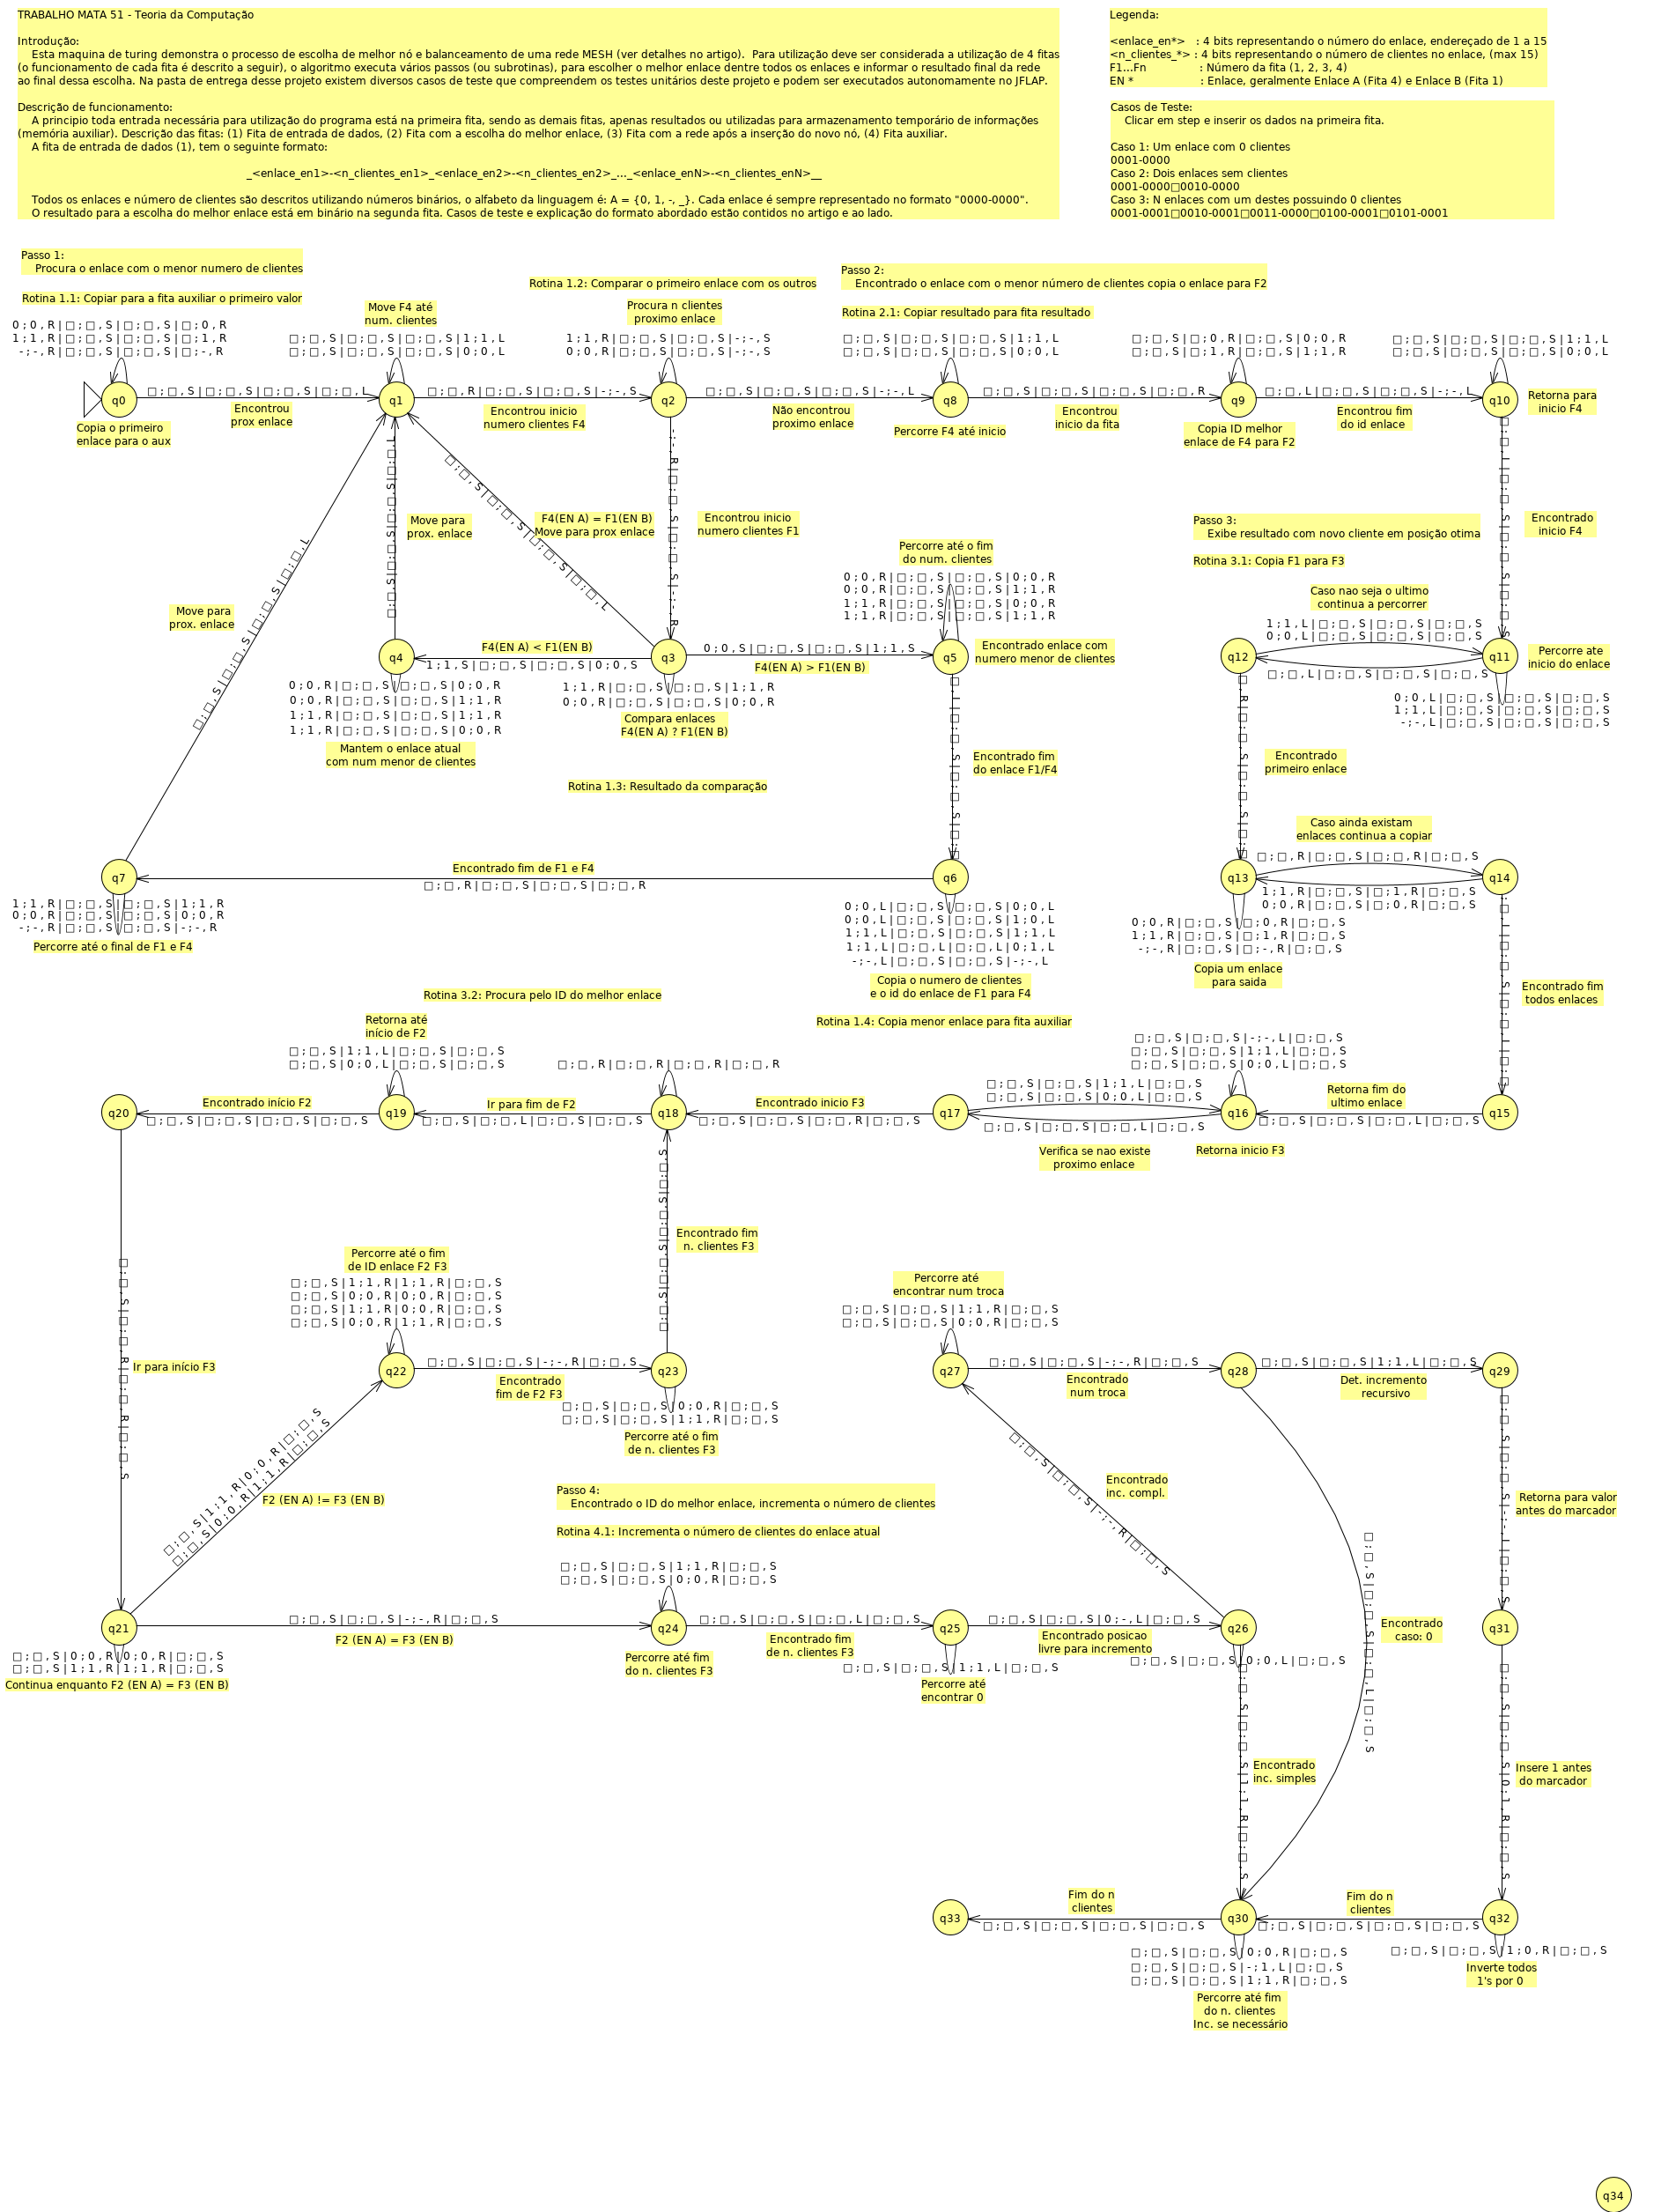 TRABALHO MATA 51 - Teoria da Computação
Introdução:
Esta maquina de turing demonstra o processo de escolha de melhor nó e balanceamento de uma rede MESH (ver detalhes no artigo).  Para utilização deve ser considerada a utilização de 4 fitas
(o funcionamento de cada fita é descrito a seguir), o algoritmo executa vários passos (ou subrotinas), para escolher o melhor enlace dentre todos os enlaces e informar o resultado final da rede
ao final dessa escolha. Na pasta de entrega desse projeto existem diversos casos de teste que compreendem os testes unitários deste projeto e podem ser executados autonomamente no JFLAP.
Descrição de funcionamento:
A principio toda entrada necessária para utilização do programa está na primeira fita, sendo as demais fitas, apenas resultados ou utilizadas para armazenamento temporário de informações
(memória auxiliar). Descrição das fitas: (1) Fita de entrada de dados, (2) Fita com a escolha do melhor enlace, (3) Fita com a rede após a inserção do novo nó, (4) Fita auxiliar.
A fita de entrada de dados (1), tem o seguinte formato:
_<enlace_en1>-<n_clientes_en1>_<enlace_en2>-<n_clientes_en2>_..._<enlace_enN>-<n_clientes_enN>__
Todos os enlaces e número de clientes são descritos utilizando números binários, o alfabeto da linguagem é: A = {0, 1, -, _}. Cada enlace é sempre representado no formato "0000-0000".
O resultado para a escolha do melhor enlace está em binário na segunda fita. Casos de teste e explicação do formato abordado estão contidos no artigo e ao lado.
Legenda:
<enlace_en*>   : 4 bits representando o número do enlace, endereçado de 1 a 15
<n_clientes_*> : 4 bits representando o número de clientes no enlace, (max 15)
F1...Fn : Número da fita (1, 2, 3, 4)
EN * : Enlace, geralmente Enlace A (Fita 4) e Enlace B (Fita 1)
Casos de Teste:
Clicar em step e inserir os dados na primeira fita.
Caso 1: Um enlace com 0 clientes
0001-0000
Caso 2: Dois enlaces sem clientes
0001-0000□0010-0000
Caso 3: N enlaces com um destes possuindo 0 clientes
0001-0001□0010-0001□0011-0000□0100-0001□0101-0001
Passo 1:
Procura o enlace com o menor numero de clientes
Rotina 1.1: Copiar para a fita auxiliar o primeiro valor
0;0,R|□;□,S|□;□,S|□;0,R
1;1,R|□;□,S|□;□,S|□;1,R
-;-,R|□;□,S|□;□,S|□;-,R
q0
Copia o primeiro
enlace para o aux
□;□,S|□;□,S|□;□,S|□;□,L
Encontrou
prox enlace
Move F4 até
num. clientes
□;□,S|□;□,S|□;□,S|1;1,L
□;□,S|□;□,S|□;□,S|0;0,L
q1
□;□,R|□;□,S|□;□,S|-;-,S
Encontrou inicio
numero clientes F4
Rotina 1.2: Comparar o primeiro enlace com os outros
Procura n clientes
proximo enlace
1;1,R|□;□,S|□;□,S|-;-,S
0;0,R|□;□,S|□;□,S|-;-,S
q2
□;□,S|□;□,S|□;□,S|-;-,L
Não encontrou
proximo enlace
Passo 2:
Encontrado o enlace com o menor número de clientes copia o enlace para F2
Rotina 2.1: Copiar resultado para fita resultado
□;□,S|□;□,S|□;□,S|1;1,L
□;□,S|□;□,S|□;□,S|0;0,L
q8
Percorre F4 até inicio
□;□,S|□;□,S|□;□,S|□;□,R
Encontrou
inicio da fita
□;□,S|□;0,R|□;□,S|0;0,R
□;□,S|□;1,R|□;□,S|1;1,R
q9
Copia ID melhor
enlace de F4 para F2
□;□,L|□;□,S|□;□,S|-;-,L
Encontrou fim
do id enlace
□;□,S|□;□,S|□;□,S|1;1,L
□;□,S|□;□,S|□;□,S|0;0,L
q10
Retorna para
inicio F4
□;□,S|□;□,S|□;□,S|□;□,L
Move para
prox. enlace
□;□,S|□;□,S|□;□,S|□;□,L
Move para
prox. enlace
□;□,S|□;□,S|□;□,S|□;□,L
F4(EN A) = F1(EN B)
Move para prox enlace
-;-,R|□;□,S|□;□,S|-;-,R
Encontrou inicio
numero clientes F1
Encontrado
inicio F4
q4
F4(EN A) < F1(EN B)
1;1,S|□;□,S|□;□,S|0;0,S
0;0,R|□;□,S|□;□,S|0;0,R
0;0,R|□;□,S|□;□,S|1;1,R
1;1,R|□;□,S|□;□,S|1;1,R
1;1,R|□;□,S|□;□,S|0;0,R
Mantem o enlace atual
com num menor de clientes
q3
1;1,R|□;□,S|□;□,S|1;1,R
0;0,R|□;□,S|□;□,S|0;0,R
Compara enlaces
F4(EN A) ? F1(EN B)
Rotina 1.3: Resultado da comparação
0;0,S|□;□,S|□;□,S|1;1,S
F4(EN A) > F1(EN B)
Percorre até o fim
do num. clientes
0;0,R|□;□,S|□;□,S|0;0,R
0;0,R|□;□,S|□;□,S|1;1,R
1;1,R|□;□,S|□;□,S|0;0,R
1;1,R|□;□,S|□;□,S|1;1,R
q5
Encontrado enlace com
numero menor de clientes
Encontrado fim
do enlace F1/F4
Passo 3:
Exibe resultado com novo cliente em posição otima
Rotina 3.1: Copia F1 para F3
Caso nao seja o ultimo
continua a percorrer
1;1,L|□;□,S|□;□,S|□;□,S
0;0,L|□;□,S|□;□,S|□;□,S
q12
□;□,L|□;□,S|□;□,S|□;□,S
q11
Percorre ate
inicio do enlace
0;0,L|□;□,S|□;□,S|□;□,S
1;1,L|□;□,S|□;□,S|□;□,S
-;-,L|□;□,S|□;□,S|□;□,S
Encontrado
primeiro enlace
q7
1;1,R|□;□,S|□;□,S|1;1,R
0;0,R|□;□,S|□;□,S|0;0,R
-;-,R|□;□,S|□;□,S|-;-,R
Percorre até o final de F1 e F4
Encontrado fim de F1 e F4
□;□,R|□;□,S|□;□,S|□;□,R
q6
0;0,L|□;□,S|□;□,S|0;0,L
0;0,L|□;□,S|□;□,S|1;0,L
1;1,L|□;□,S|□;□,S|1;1,L
1;1,L|□;□,L|□;□,L|0;1,L
-;-,L|□;□,S|□;□,S|-;-,L
Copia o numero de clientes
e o id do enlace de F1 para F4
Rotina 1.4: Copia menor enlace para fita auxiliar
Caso ainda existam
enlaces continua a copiar
q13
□;□,R|□;□,S|□;□,R|□;□,S
1;1,R|□;□,S|□;1,R|□;□,S
0;0,R|□;□,S|□;0,R|□;□,S
q14
0;0,R|□;□,S|□;0,R|□;□,S
1;1,R|□;□,S|□;1,R|□;□,S
-;-,R|□;□,S|□;-,R|□;□,S
Copia um enlace
para saida
Encontrado fim
todos enlaces
Rotina 3.2: Procura pelo ID do melhor enlace
q20
Encontrado início F2
□;□,S|□;□,S|□;□,S|□;□,S
Retorna até
início de F2
□;□,S|1;1,L|□;□,S|□;□,S
□;□,S|0;0,L|□;□,S|□;□,S
q19
Ir para fim de F2
□;□,S|□;□,L|□;□,S|□;□,S
□;□,R|□;□,R|□;□,R|□;□,R
q18
Encontrado inicio F3
□;□,S|□;□,S|□;□,R|□;□,S
q17
□;□,S|□;□,S|1;1,L|□;□,S
□;□,S|□;□,S|0;0,L|□;□,S
□;□,S|□;□,S|□;□,L|□;□,S
Verifica se nao existe
proximo enlace
□;□,S|□;□,S|-;-,L|□;□,S
□;□,S|□;□,S|1;1,L|□;□,S
□;□,S|□;□,S|0;0,L|□;□,S
q16
Retorna inicio F3
Retorna fim do
ultimo enlace
□;□,S|□;□,S|□;□,L|□;□,S
q15
□;□,S|□;□,R|□;□,R|□;□,S
Ir para início F3
Percorre até o fim
de ID enlace F2 F3
□;□,S|1;1,R|1;1,R|□;□,S
□;□,S|0;0,R|0;0,R|□;□,S
□;□,S|1;1,R|0;0,R|□;□,S
□;□,S|0;0,R|1;1,R|□;□,S
q22
□;□,S|□;□,S|-;-,R|□;□,S
Encontrado
fim de F2 F3
□;□,S|□;□,S|□;□,S|□;□,S
Encontrado fim
n. clientes F3
q23
□;□,S|□;□,S|0;0,R|□;□,S
□;□,S|□;□,S|1;1,R|□;□,S
Percorre até o fim
de n. clientes F3
□;□,S|1;1,R|0;0,R|□;□,S
□;□,S|0;0,R|1;1,R|□;□,S
F2 (EN A) != F3 (EN B)
Percorre até
encontrar num troca
□;□,S|□;□,S|1;1,R|□;□,S
□;□,S|□;□,S|0;0,R|□;□,S
q27
□;□,S|□;□,S|-;-,R|□;□,S
Encontrado
num troca
q28
□;□,S|□;□,S|1;1,L|□;□,S
Det. incremento
recursivo
q29
□;□,S|□;□,S|-;-,R|□;□,S
Encontrado
inc. compl.
□;□,S|□;□,S|-;-,L|□;□,S
Retorna para valor
antes do marcador
Passo 4:
Encontrado o ID do melhor enlace, incrementa o número de clientes
Rotina 4.1: Incrementa o número de clientes do enlace atual
q21
□;□,S|0;0,R|0;0,R|□;□,S
□;□,S|1;1,R|1;1,R|□;□,S
Continua enquanto F2 (EN A) = F3 (EN B)
□;□,S|□;□,S|-;-,R|□;□,S
F2 (EN A) = F3 (EN B)
□;□,S|□;□,S|1;1,R|□;□,S
□;□,S|□;□,S|0;0,R|□;□,S
q24
Percorre até fim
do n. clientes F3
□;□,S|□;□,S|□;□,L|□;□,S
Encontrado fim
de n. clientes F3
q25
□;□,S|□;□,S|1;1,L|□;□,S
Percorre até
encontrar 0
□;□,S|□;□,S|0;-,L|□;□,S
Encontrado posicao
livre para incremento
q26
□;□,S|□;□,S|0;0,L|□;□,S
□;□,S|□;□,S|□;□,L|□;□,S
Encontrado
caso: 0
q31
□;□,S|□;□,S|1;1,R|□;□,S
Encontrado
inc. simples
□;□,S|□;□,S|0;1,R|□;□,S
Insere 1 antes
do marcador
q33
Fim do n
clientes
□;□,S|□;□,S|□;□,S|□;□,S
q30
□;□,S|□;□,S|0;0,R|□;□,S
□;□,S|□;□,S|-;1,L|□;□,S
□;□,S|□;□,S|1;1,R|□;□,S
Percorre até fim
do n. clientes
Inc. se necessário
Fim do n
clientes
□;□,S|□;□,S|□;□,S|□;□,S
q32
□;□,S|□;□,S|1;0,R|□;□,S
Inverte todos
1's por 0
q34